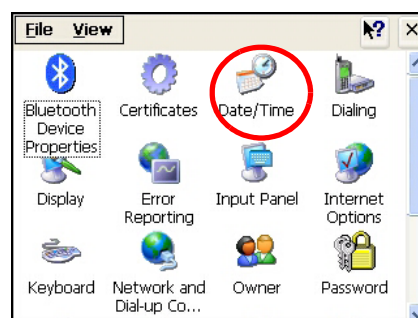 File View
?
Bluetooth Device Properties
Certificates
Date/Time
Dialing
Display
Error Reporting
Input Panel
Internet Options
Keyboard
Network and Dial-up Co...
Owner
Password